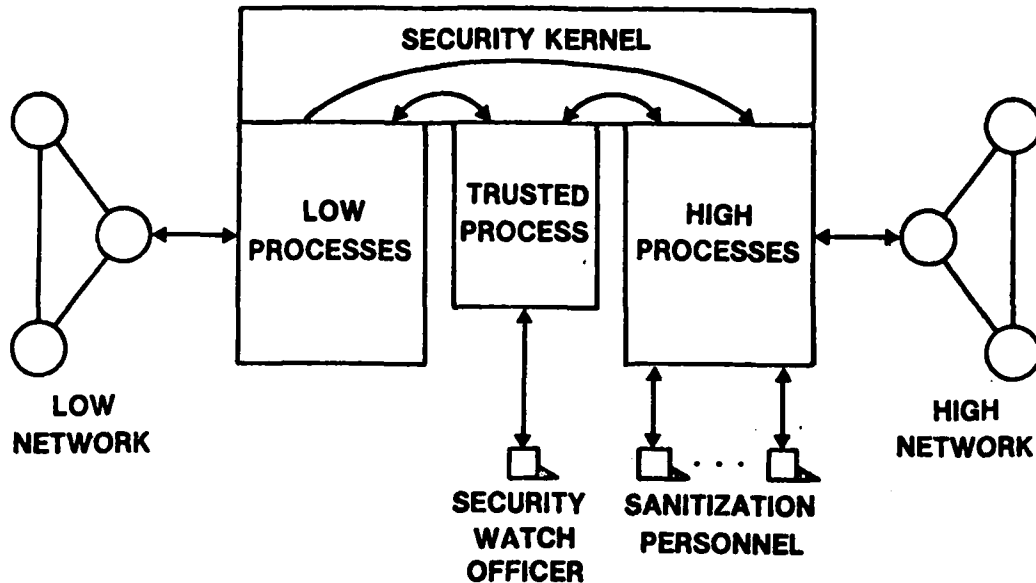 SECURITY KERNEL
LOW
PROCESSES
TRUSTED
PROCESS
HIGH
PROCESSES
LOW
NETWORK
HIGH
NETWORK
SECURITY
WATCH
OFFICER
SANITIZATION
PERSONNEL